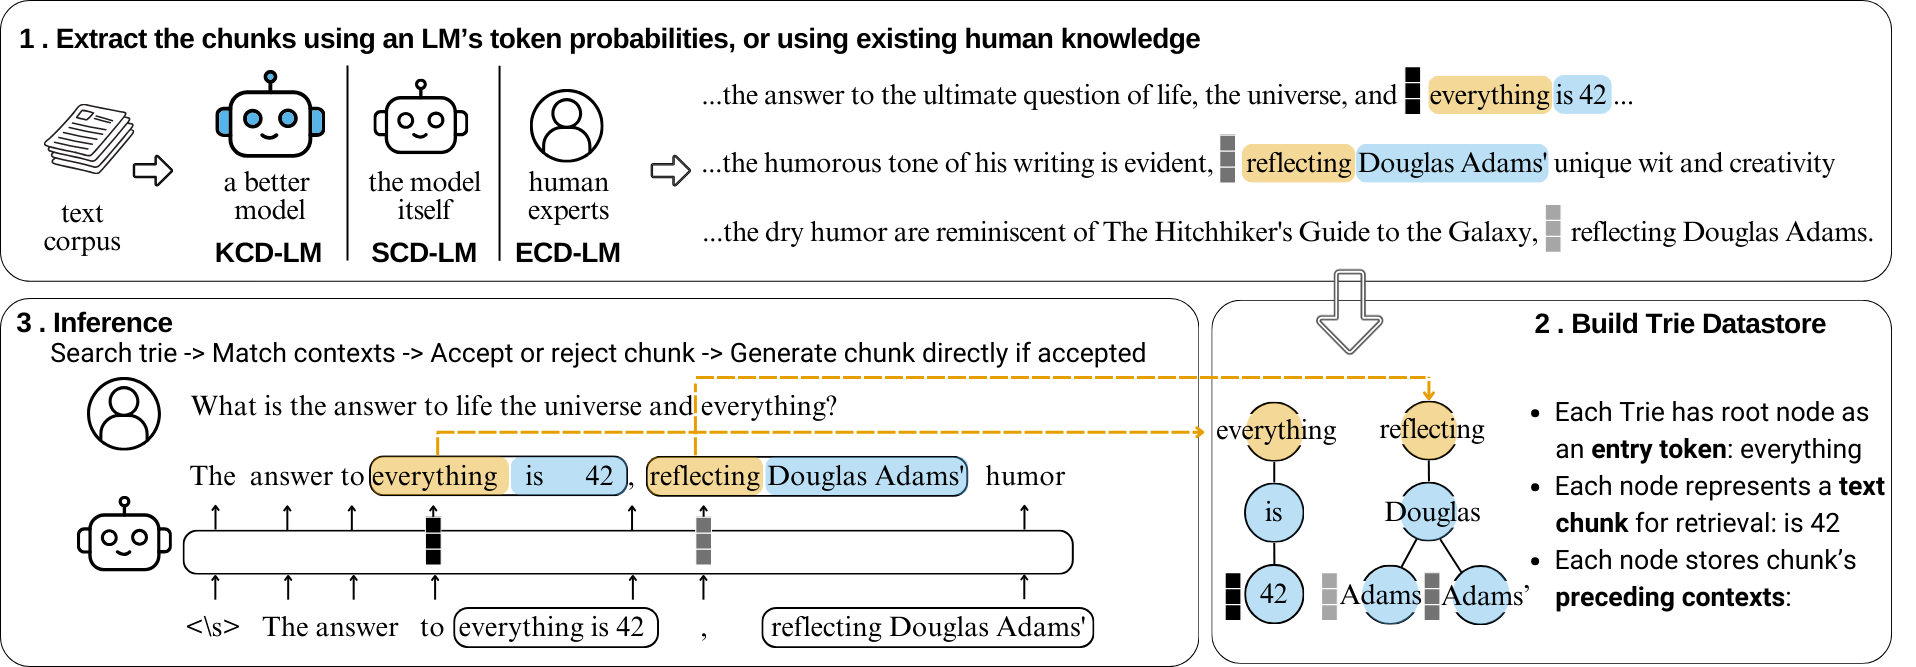 1 . Extract the chunks using an LM's token probabilities, or using existing human knowledge
text
corpus
a better
model
KCD-LM
the model
itself
SCD-LM
human
experts
ECD-LM
...the answer to the ultimate question of life, the universe, and everything is 42 ...
...the humorous tone of his writing is evident, reflecting Douglas Adams' unique wit and creativity
...the dry humor are reminiscent of The Hitchhiker's Guide to the Galaxy, reflecting Douglas Adams.
3 . Inference
Search trie -> Match contexts -> Accept or reject chunk -> Generate chunk directly if accepted
What is the answer to life the universe and everything?
The answer to everything is 42 , reflecting Douglas Adams' humor
<\s> The answer to everything is 42 , reflecting Douglas Adams'
2 . Build Trie Datastore
everything
is
42
reflecting
Douglas
Adams
Adams’
• Each Trie has root node as
an entry token: everything
• Each node represents a text
chunk for retrieval: is 42
• Each node stores chunk’s
preceding contexts: